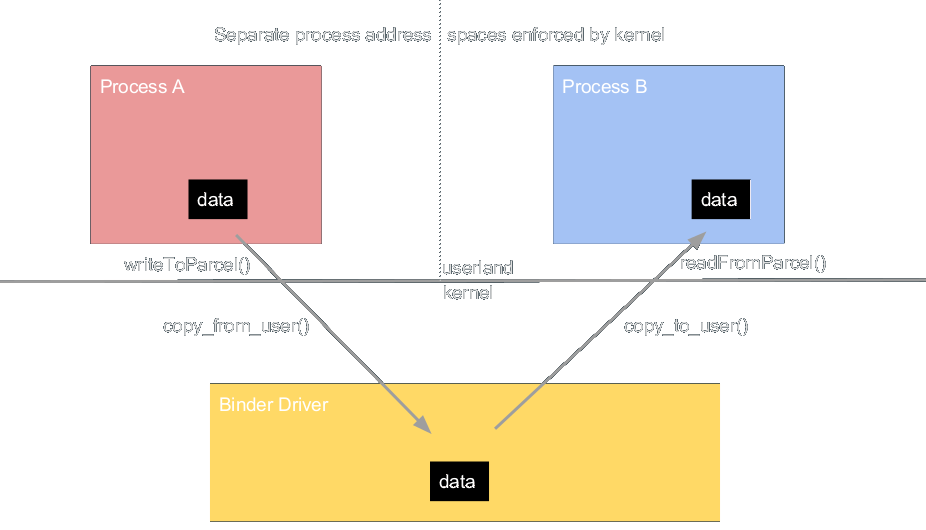 Separate process address spaces enforced by kernel
Process A
Process B
data
data
writeToParcel()
readFromParcel()
userland
kernel
copy_from_user()
copy_to_user()
Binder Driver
data